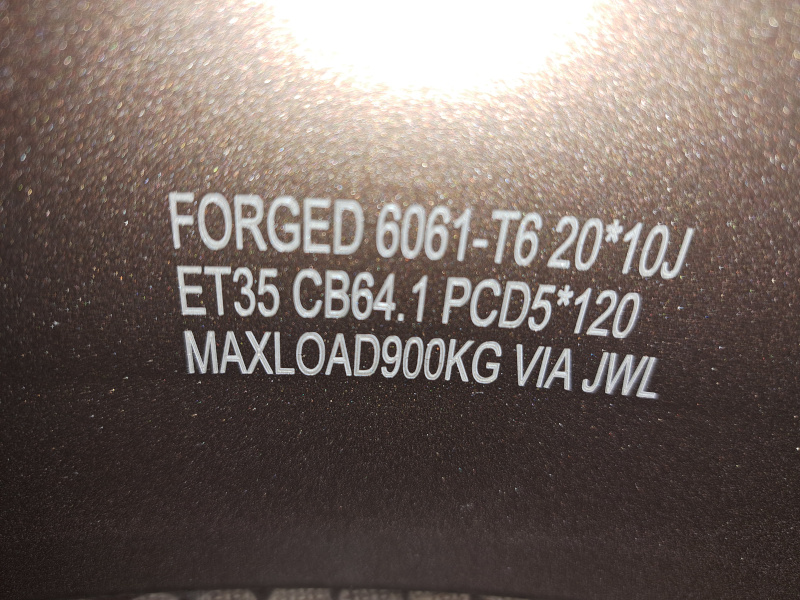 FORGED 6061-T6 20*10J
ET35 CB64.1 PCD5*120
MAXLOAD900KG VIA JWL